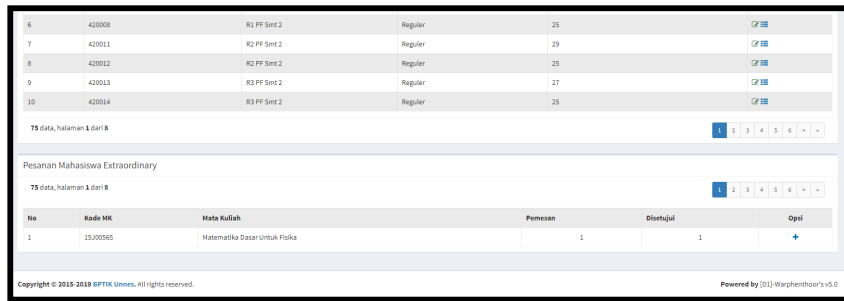 6 420008 R1 PF Smt 2 Reguler 25
7 420011 R2 PF Smt 2 Reguler 29
8 420012 R2 PF Smt 2 Reguler 25
9 420013 R3 PF Smt 2 Reguler 27
10 420014 R3 PF Smt 2 Reguler 25
75 data, halaman 1 dari 8 1 2 3 4 5 6 > »
Pesanan Mahasiswa Extraordinary
75 data, halaman 1 dari 8 1 2 3 4 5 6 > »
No Kode MK Mata Kuliah Pemesan Disetujui Opsi
1 15J00565 Matematika Dasar Untuk Fisika 1 1 +
Copyright © 2015-2019 BPTIK Unnes. All rights reserved. Powered by [D1]-Warphenthoor's v5.0